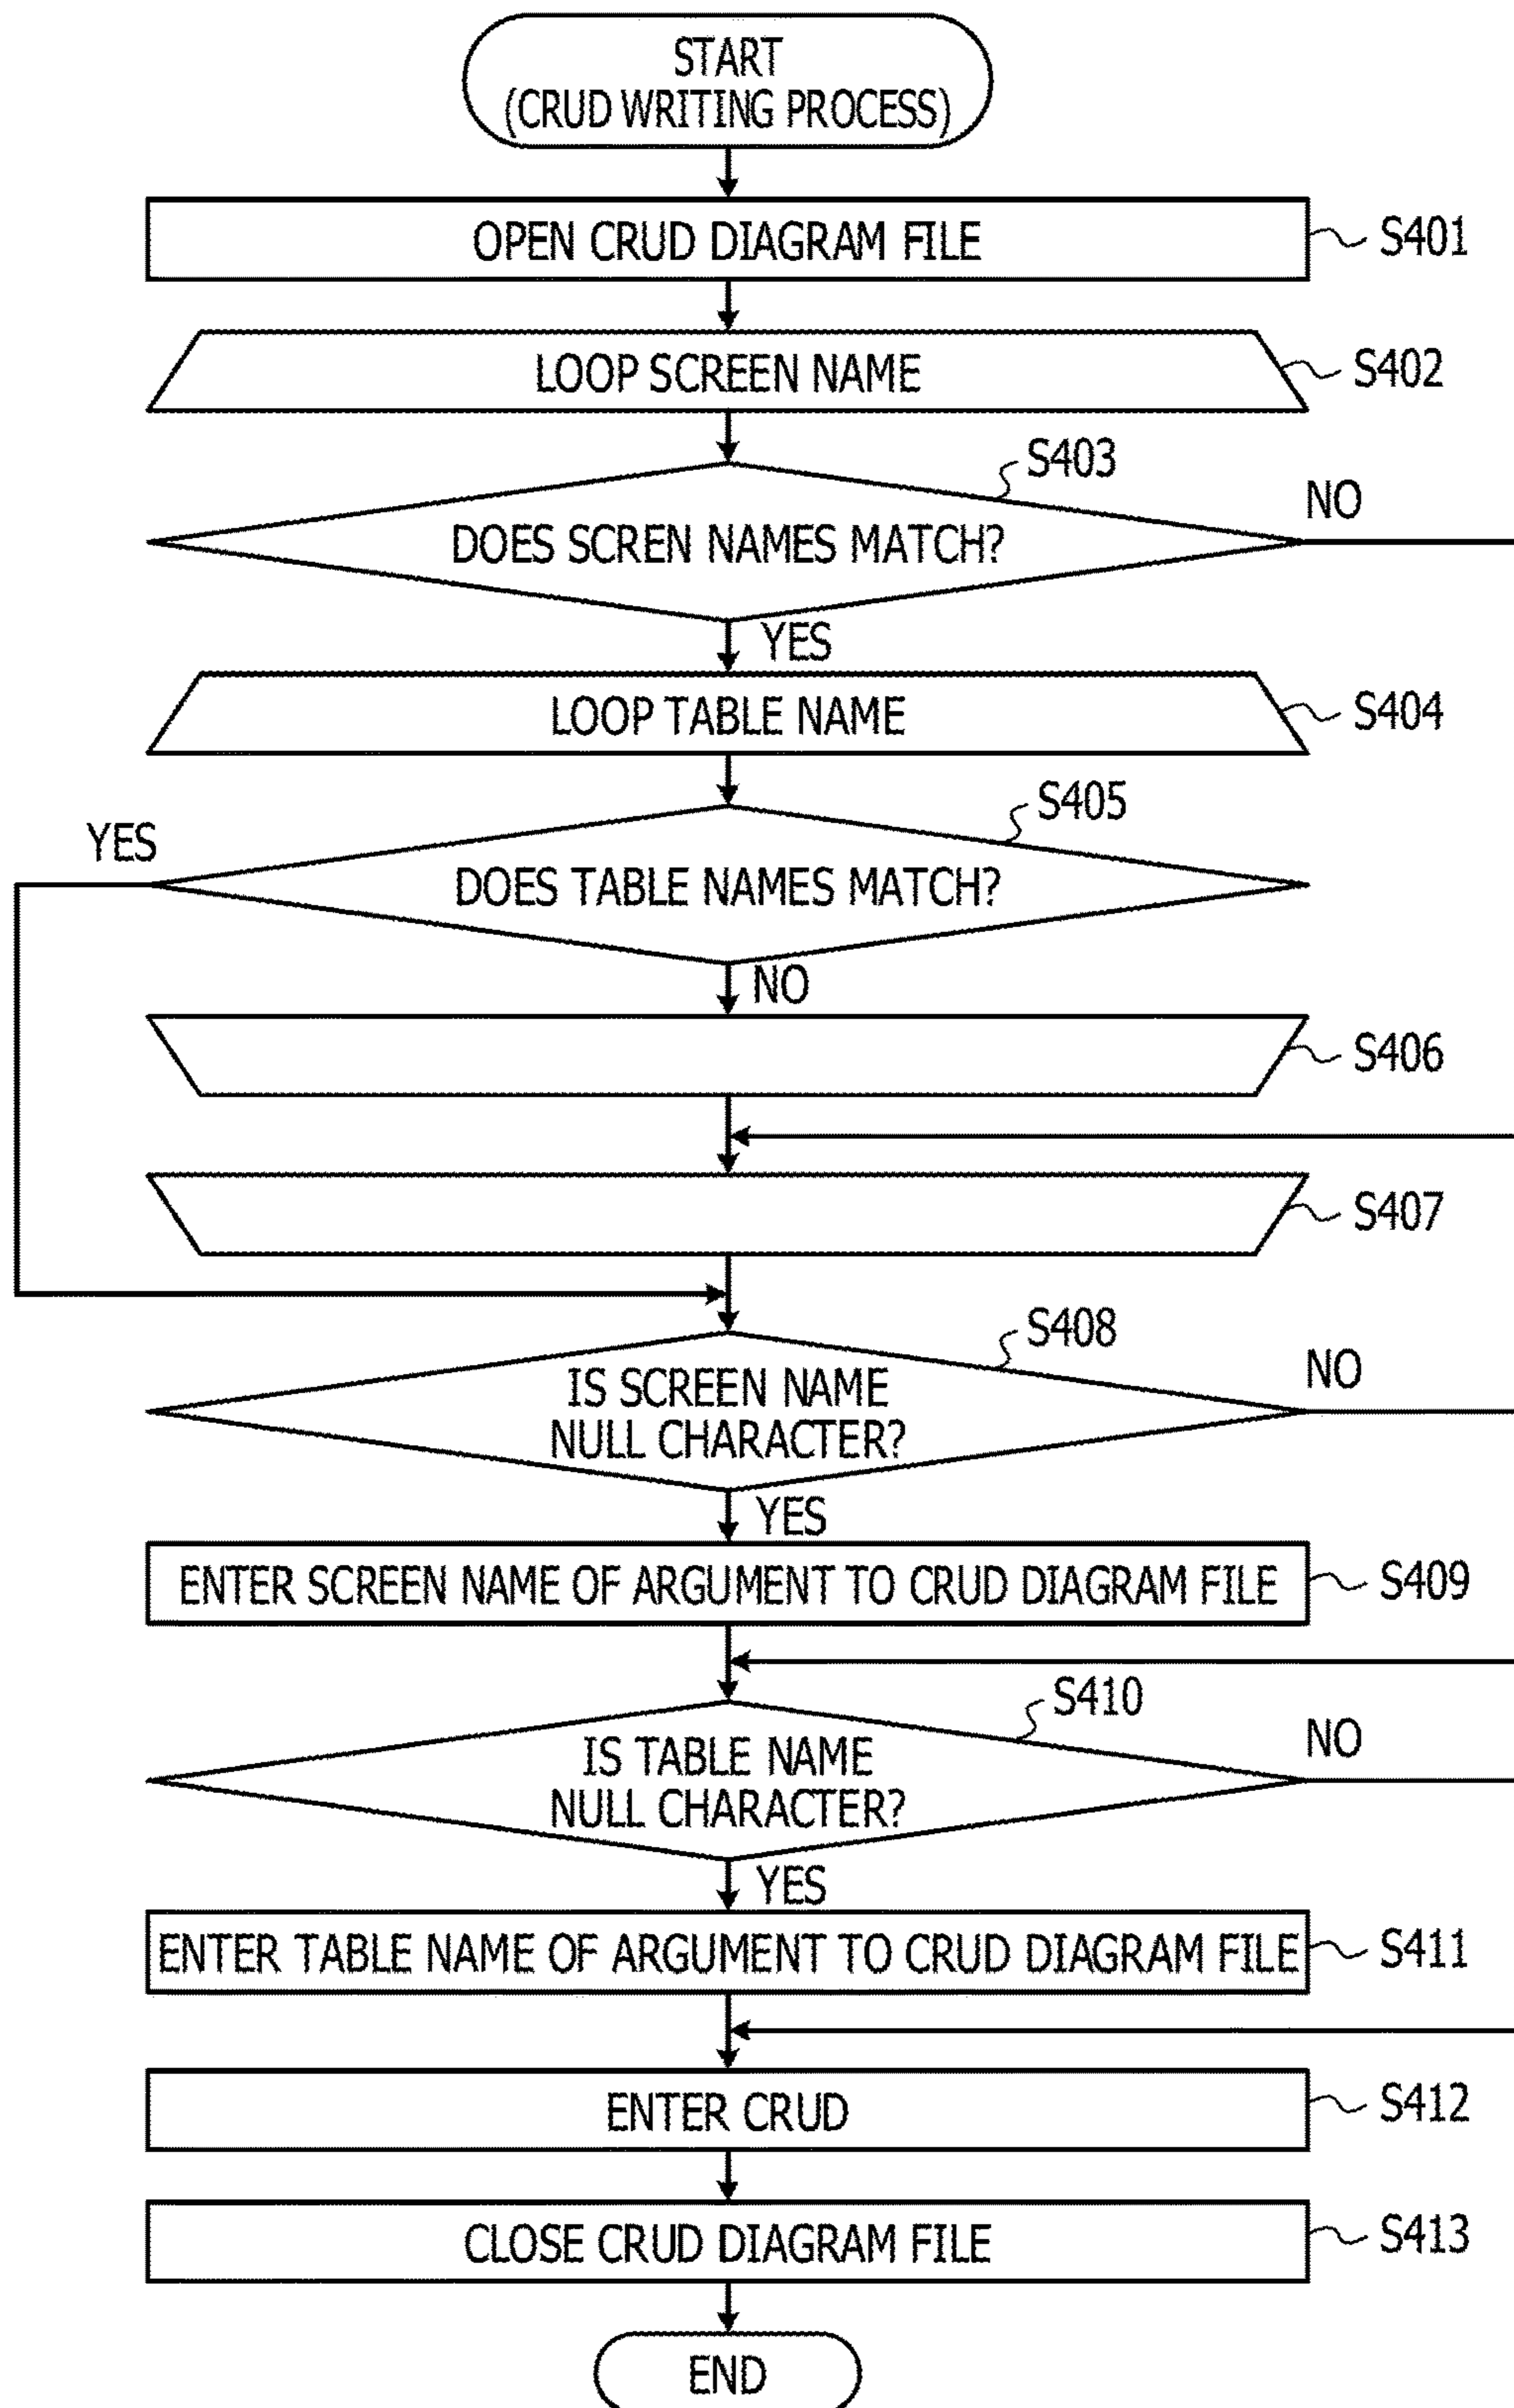 START
(CRUD WRITING PROCESS)
OPEN CRUD DIAGRAM FILE
S401
LOOP SCREEN NAME
S402
S403
NO
DOES SCREN NAMES MATCH?
YES
LOOP TABLE NAME
S404
S405
YES
DOES TABLE NAMES MATCH?
NO
S406
S407
S408
NO
IS SCREEN NAME
NULL CHARACTER?
YES
ENTER SCREEN NAME OF ARGUMENT TO CRUD DIAGRAM FILE
S409
S410
NO
IS TABLE NAME
NULL CHARACTER?
YES
ENTER TABLE NAME OF ARGUMENT TO CRUD DIAGRAM FILE
S411
ENTER CRUD
S412
CLOSE CRUD DIAGRAM FILE
S413
END